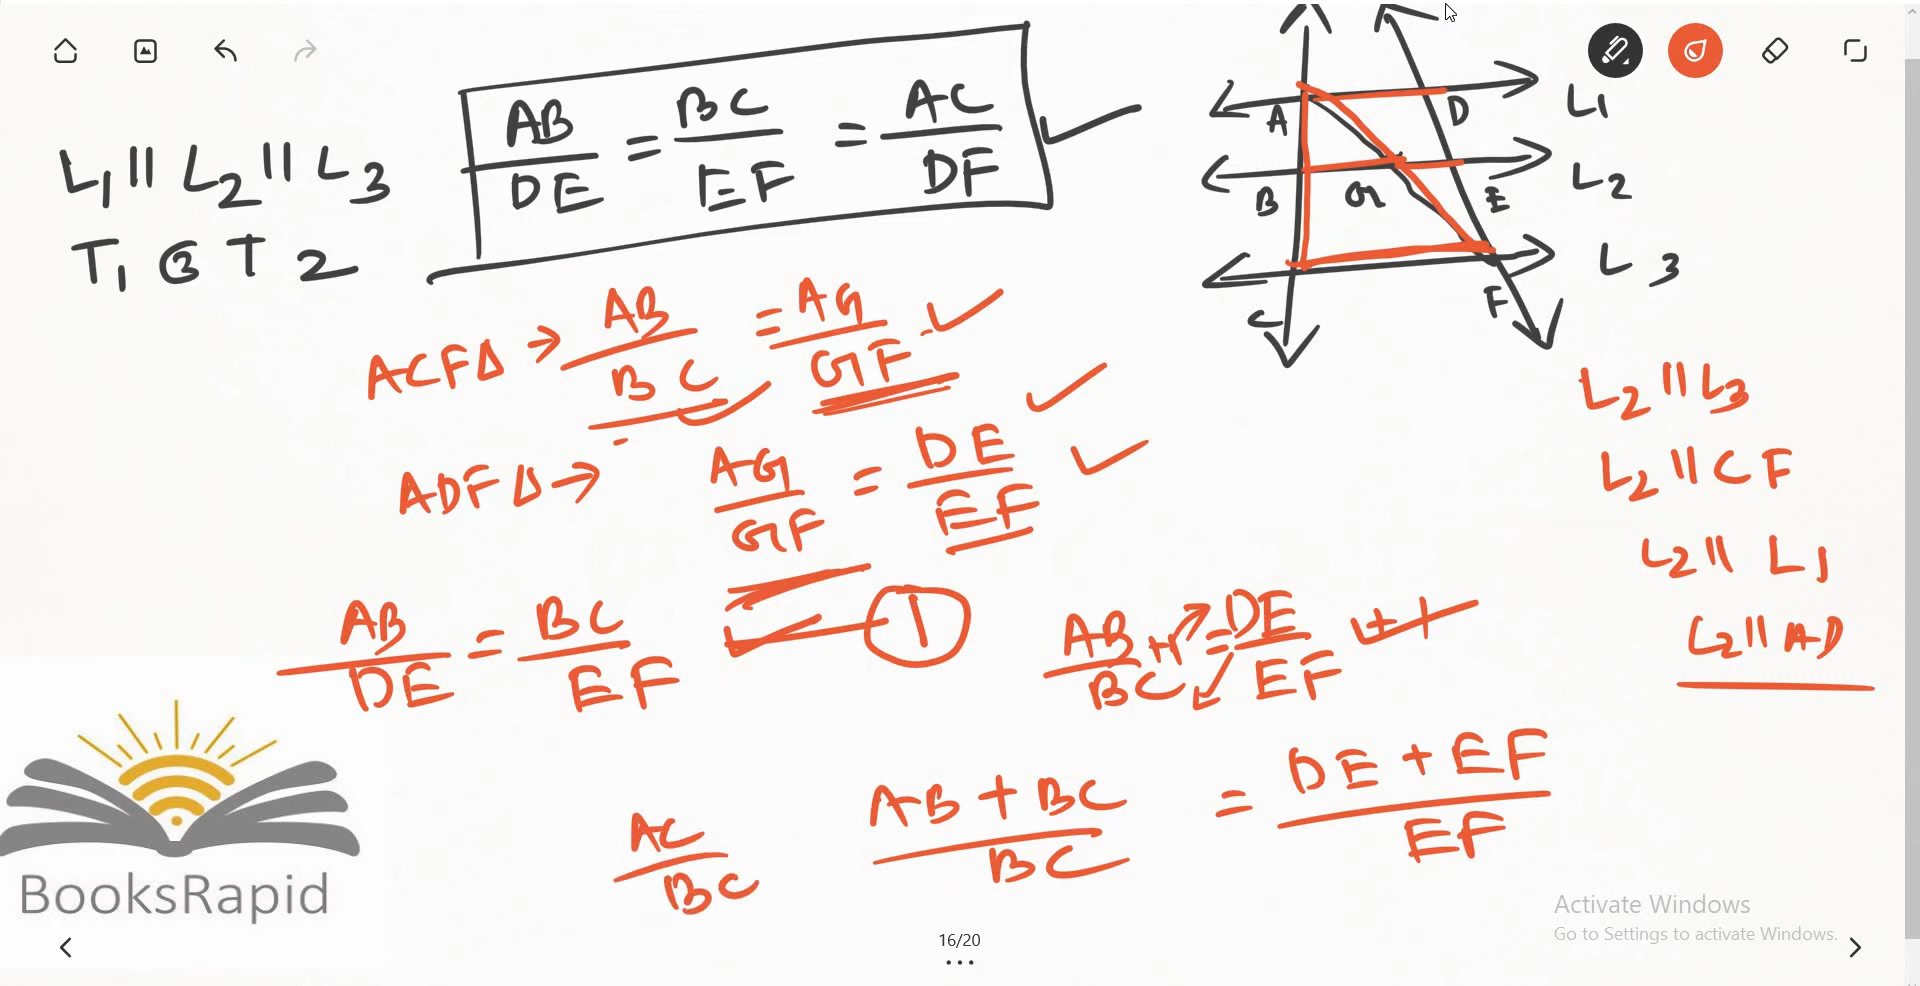 L1 || L2 || L3
T1 & T2
AB/DE = BC/EF = AC/DF
A D L1
B G E L2
C F L3
ACF∆ → AB/BC = AG/GF
ADF∆ → AG/GF = DE/EF
AB/DE = BC/EF 1
AB/BC +1 = DE/EF +1
AB + BC/BC = DE + EF/EF
AC/BC
L2 || L3
L2 || CF
L2 || L1
L2 || AD
BooksRapid
Activate Windows
Go to Settings to activate Windows.
16/20